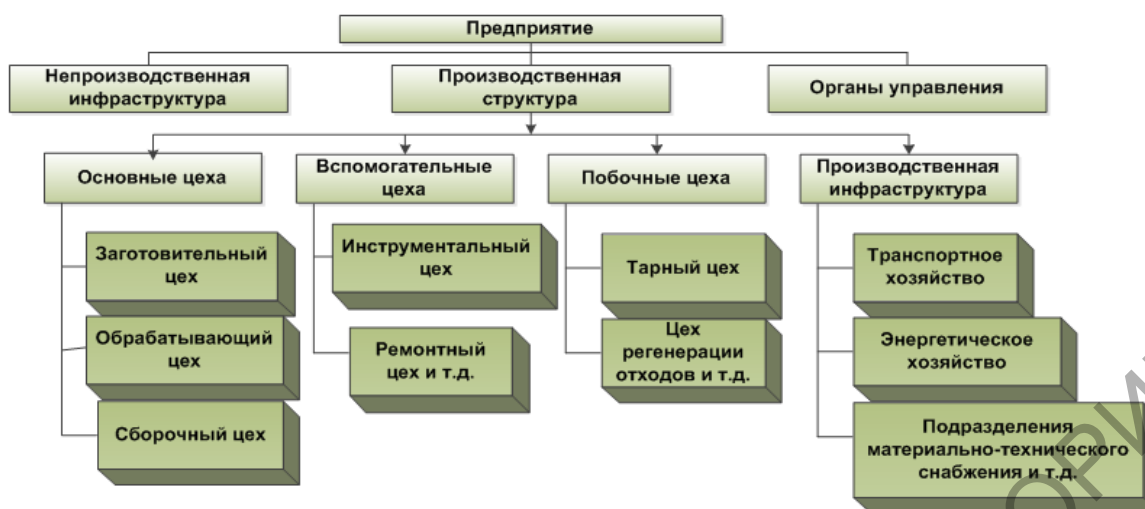 Предприятие
Непроизводственная
инфраструктура
Производственная
структура
Органы управления
Основные цеха
Вспомогательные
цеха
Побочные цеха
Производственная
инфраструктура
Заготовительный
цех
Инструментальный
цех
Тарный цех
Транспортное
хозяйство
Обрабатывающий
цех
Ремонтный
цех и т.д.
Цех
регенерации
отходов и т.д.
Энергетическое
хозяйство
Сборочный цех
Подразделения
материально-технического
снабжения и т.д.